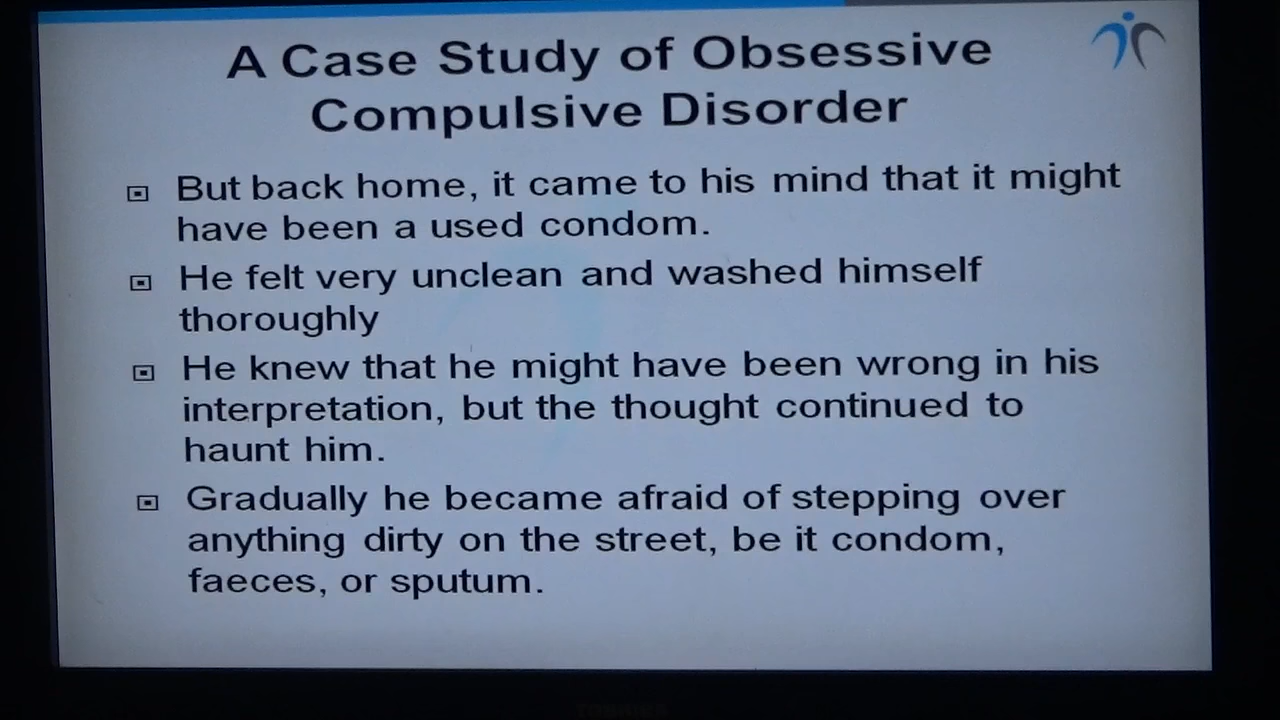 A Case Study of Obsessive
Compulsive Disorder
But back home, it came to his mind that it might
have been a used condom.
He felt very unclean and washed himself
thoroughly
He knew that he might have been wrong in his
interpretation, but the thought continued to
haunt him.
Gradually he became afraid of stepping over
anything dirty on the street, be it condom,
faeces, or sputum.